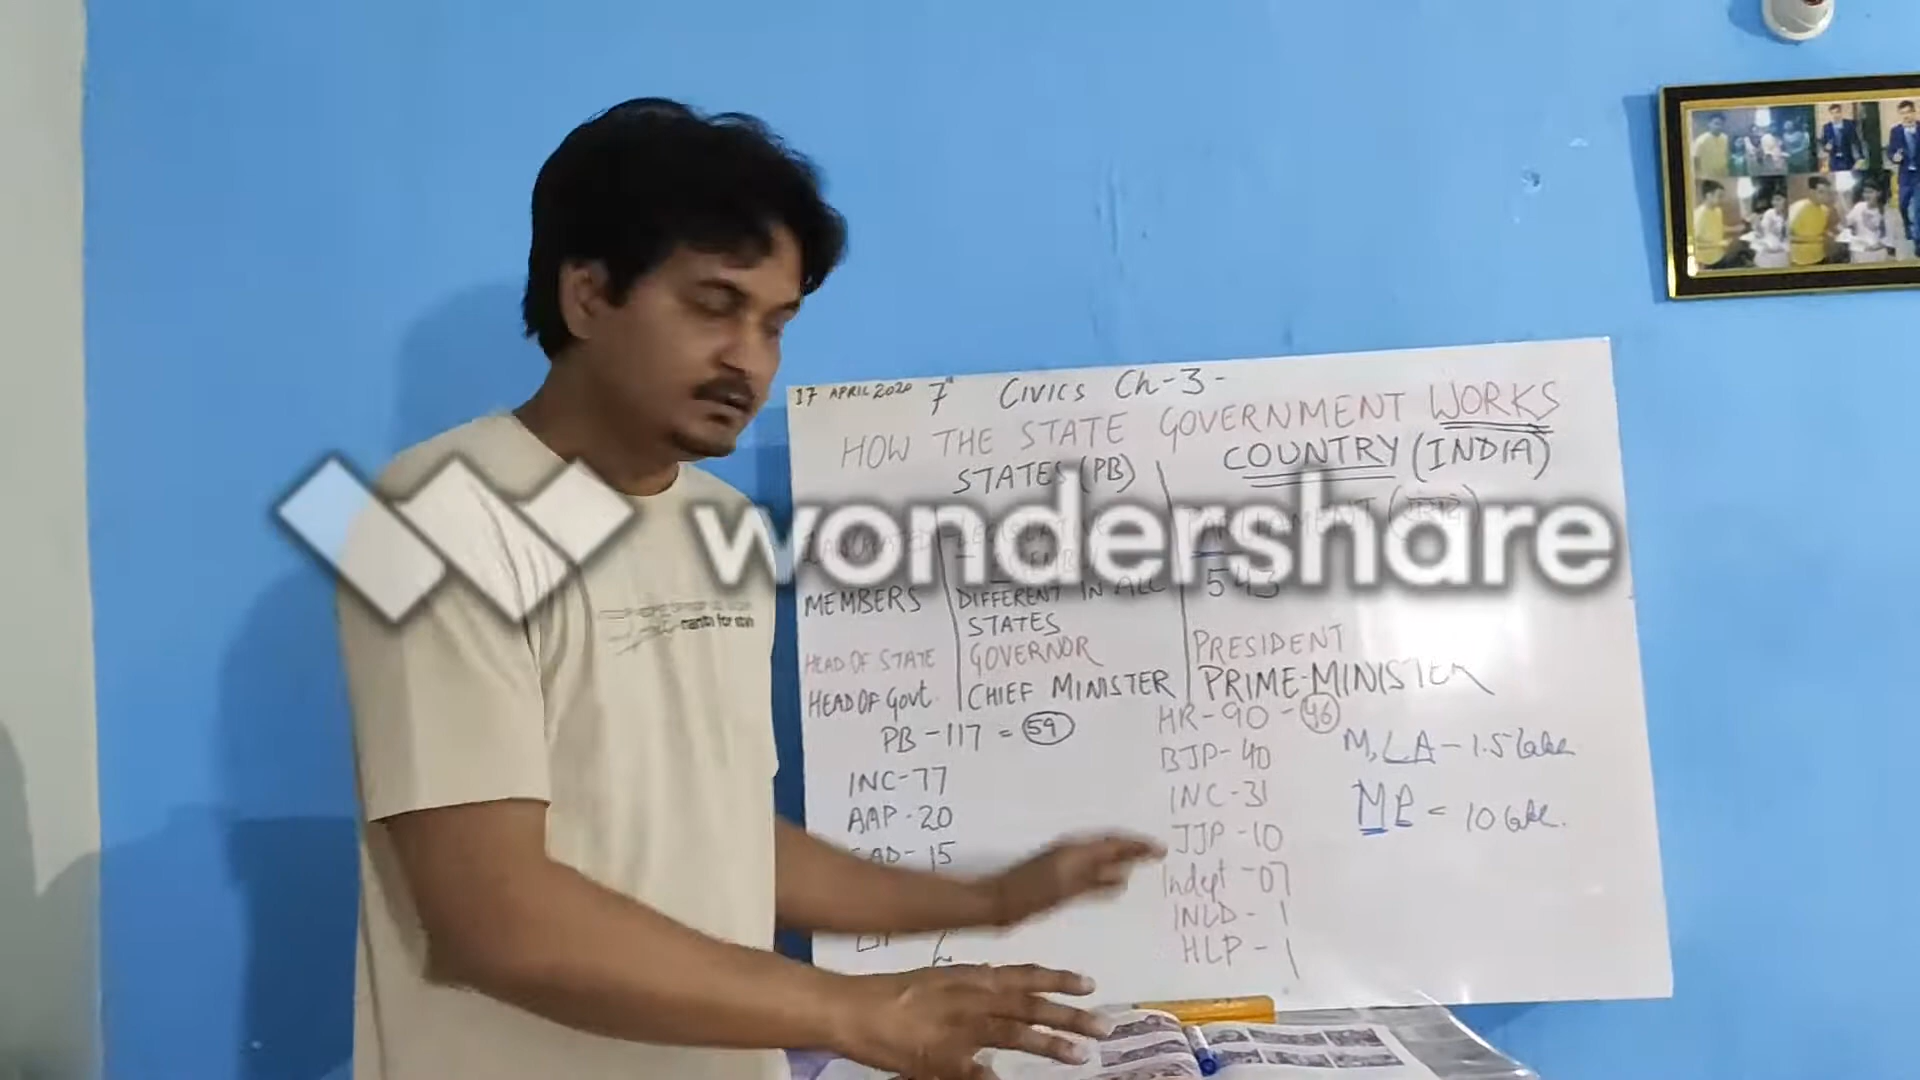 17 APRIL 2020 7th CIVICS Ch-3-
HOW THE STATE GOVERNMENT WORKS
STATES (PB) COUNTRY (INDIA)
wondershare
MEMBERS DIFFERENT IN ALL STATES 543
HEAD OF STATE GOVERNOR PRESIDENT
HEAD OF Govt. CHIEF MINISTER PRIME-MINISTER
PB-117 = 59
INC-77
AAP-20
15
HR-90-46
BJP-40
INC-31
JJP-10
Indept-07
INLD-1
HLP-1
MLA-1.5
MP = 10